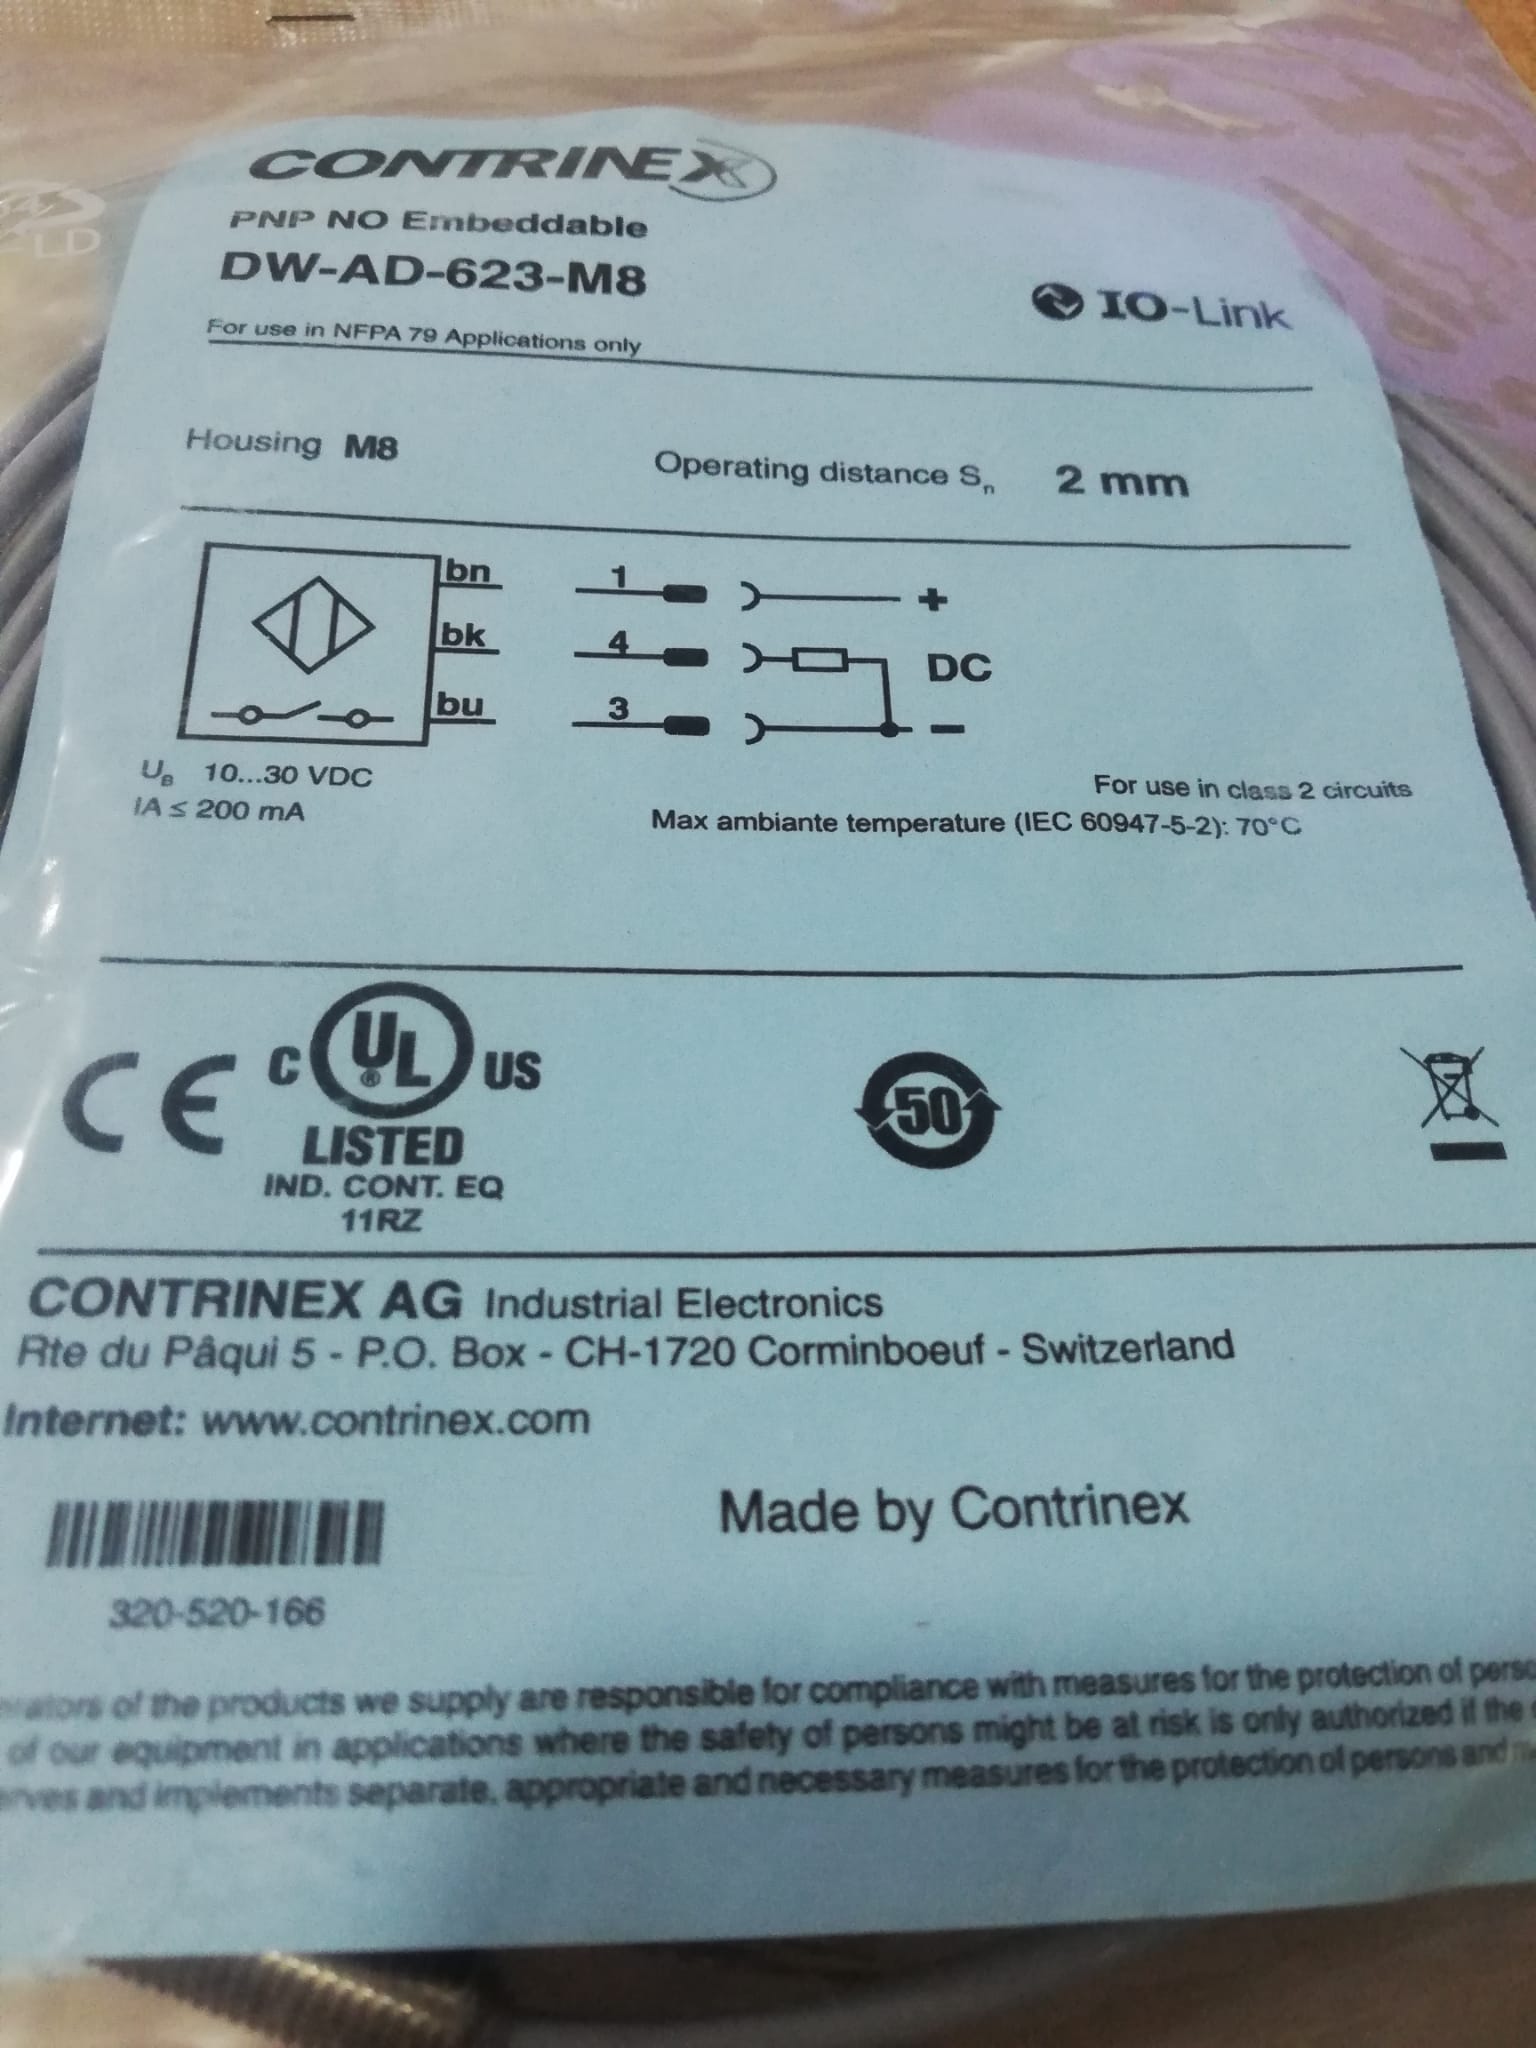 CONTRINEX
PNP NO Embeddable
DW-AD-623-M8
IO-Link
For use in NFPA 79 Applications only
Housing M8
Operating distance Sn 2 mm
bn 1 +
bk 4 DC
bu 3 -
UB 10...30 VDC
IA ≤ 200 mA
For use in class 2 circuits
Max ambiante temperature (IEC 60947-5-2): 70°C
CE
C UL® US
LISTED
IND. CONT. EQ
11RZ
50
CONTRINEX AG Industrial Electronics
Rte du Pâqui 5 - P.O. Box - CH-1720 Corminboeuf - Switzerland
Internet: www.contrinex.com
Made by Contrinex
320-520-166
of the products we supply are responsible for compliance with measures for the protection of
of our equipment in applications where the safety of persons might be at risk is only authorized if the
and implements separate, appropriate and necessary measures for the protection of persons and